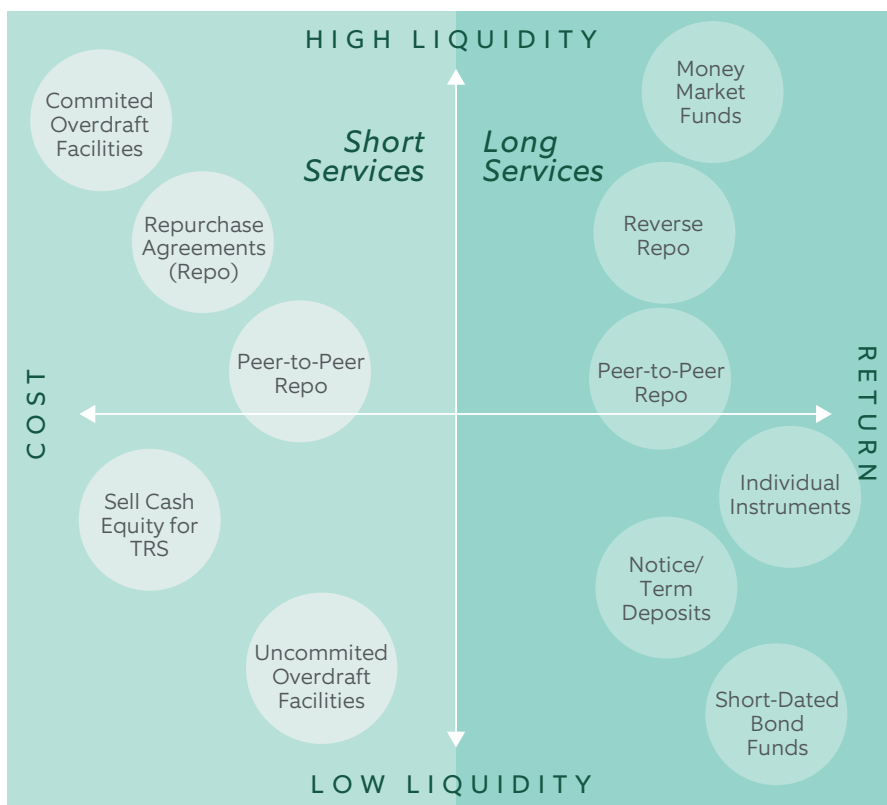 HIGH LIQUIDITY
Commited
Overdraft
Facilities
Money
Market
Funds
Short
Services
Long
Services
Repurchase
Agreements
(Repo)
Reverse
Repo
Peer-to-Peer
Repo
Peer-to-Peer
Repo
COST
RETURN
Sell Cash
Equity for
TRS
Individual
Instruments
Notice/
Term
Deposits
Uncommited
Overdraft
Facilities
Short-Dated
Bond
Funds
LOW LIQUIDITY